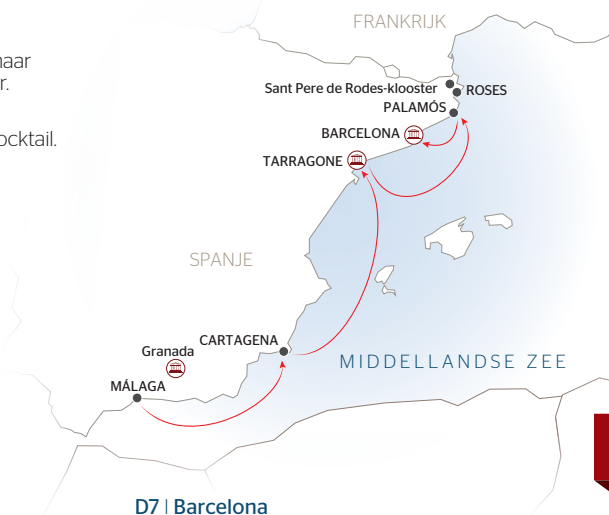 FRANKRIJK
naar
Sant Pere de Rodes-klooster
ROSES
PALAMÓS
BARCELONA
TARRAGONE
SPANJE
CARTAGENA
Granada
MIDDELLANDSE ZEE
MÁLAGA
D7 | Barcelona